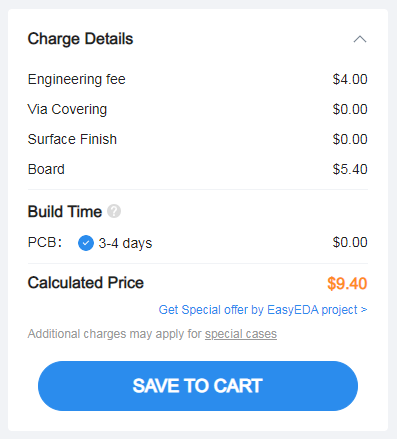 Charge Details
Engineering fee $4.00
Via Covering $0.00
Surface Finish $0.00
Board $5.40
Build Time ?
PCB: 3-4 days $0.00
Calculated Price $9.40
Get Special offer by EasyEDA project >
Additional charges may apply for special cases
SAVE TO CART